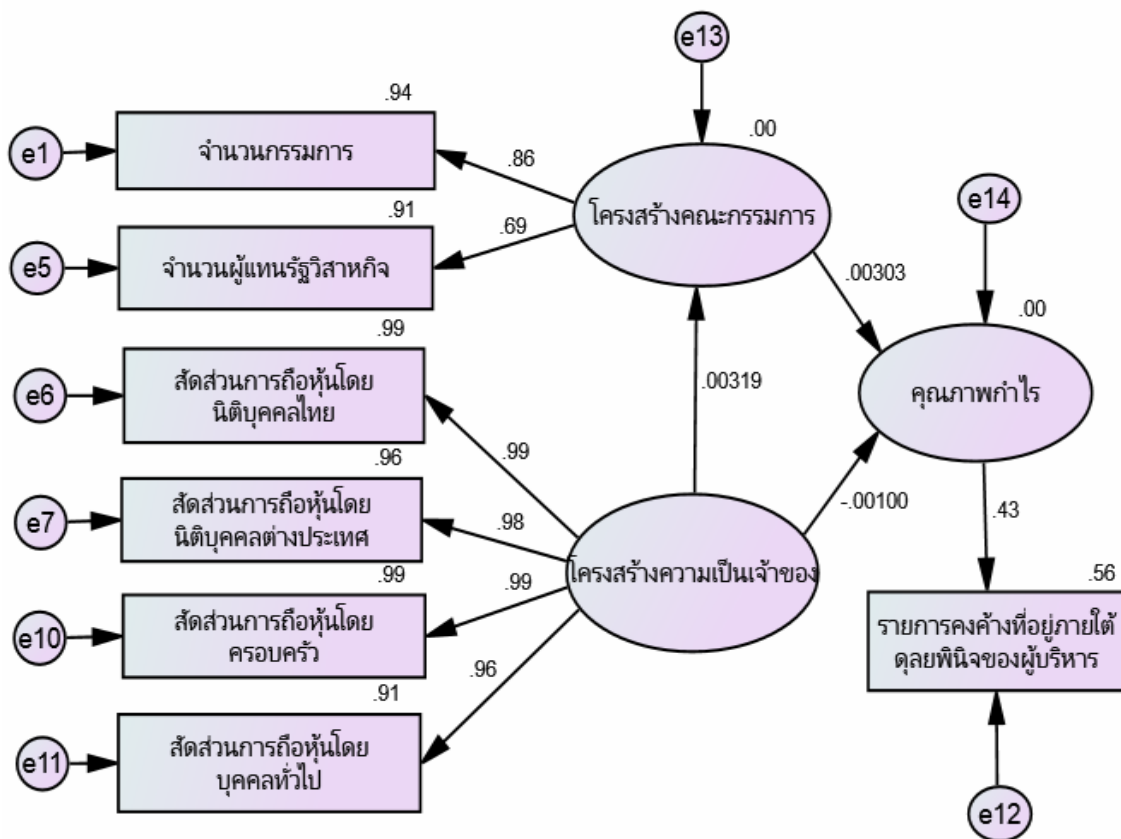 e13
.94
.00
e1
จำนวนกรรมการ
.86
โครงสร้างคณะกรรมการ
e14
.91
.69
e5
จำนวนผู้แทนรัฐวิสาหกิจ
.00303
.00
.99
e6
สัดส่วนการถือหุ้นโดย
นิติบุคคลไทย
.00319
คุณภาพกำไร
.99
.96
e7
สัดส่วนการถือหุ้นโดย
นิติบุคคลต่างประเทศ
.98
-.00100
.43
.99
โครงสร้างความเป็นเจ้าของ
.99
.56
e10
สัดส่วนการถือหุ้นโดย
ครอบครัว
รายการคงค้างที่อยู่ภายใต้
ดุลยพินิจของผู้บริหาร
.96
.91
e11
สัดส่วนการถือหุ้นโดย
บุคคลทั่วไป
e12